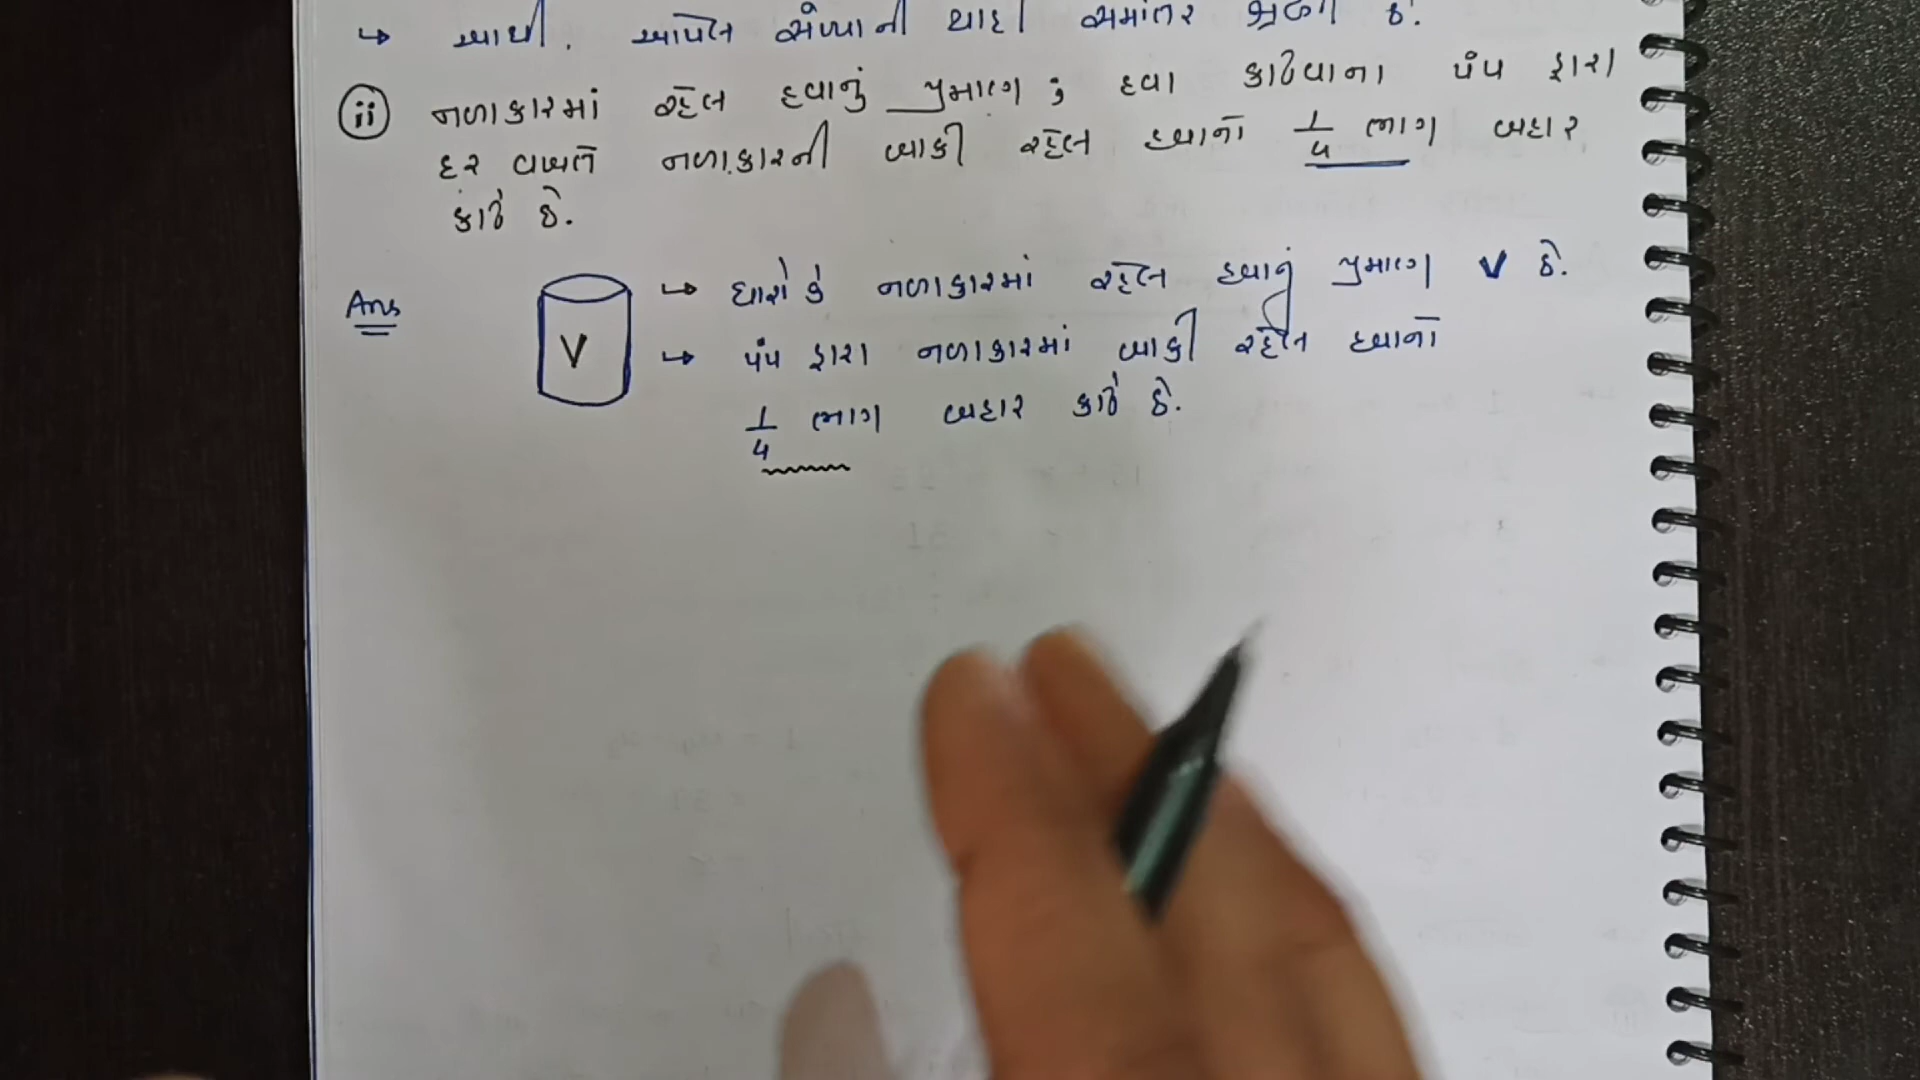 ↳ આથી, આપેલ સંખ્યાની યાદી સમાંતર શ્રેણી છે.
(ii) નળાકારમાં રહેલ હવાનું પ્રમાણ ; હવા કાઢવાના પંપ દ્વારા
દર વખતે નળાકારની બાકી રહેલ હવાનો 1/4 ભાગ બહાર
કાઢે છે.
Ans
V
↳ ધારો કે નળાકારમાં રહેલ હવાનું પ્રમાણ V છે.
↳ પંપ દ્વારા નળાકારમાં બાકી રહેલ હવાનો
1/4 ભાગ બહાર કાઢે છે.